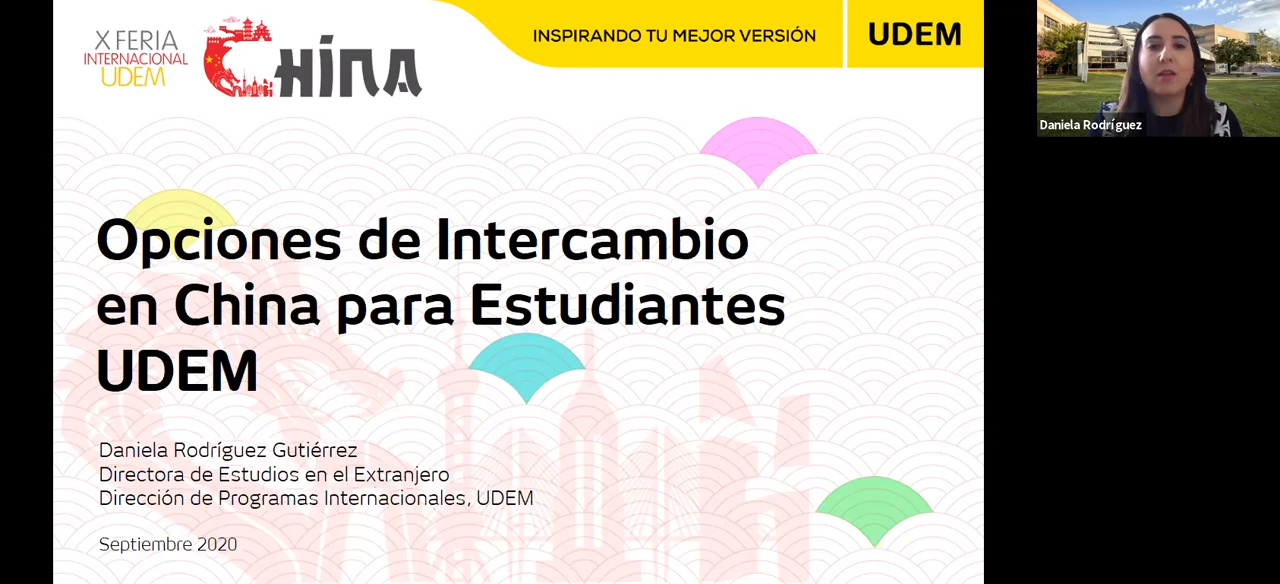 X FERIA
INTERNACIONAL
UDEM
CHINA
INSPIRANDO TU MEJOR VERSIÓN
UDEM
Daniela Rodríguez
Opciones de Intercambio
en China para Estudiantes
UDEM
Daniela Rodríguez Gutiérrez
Directora de Estudios en el Extranjero
Dirección de Programas Internacionales, UDEM
Septiembre 2020